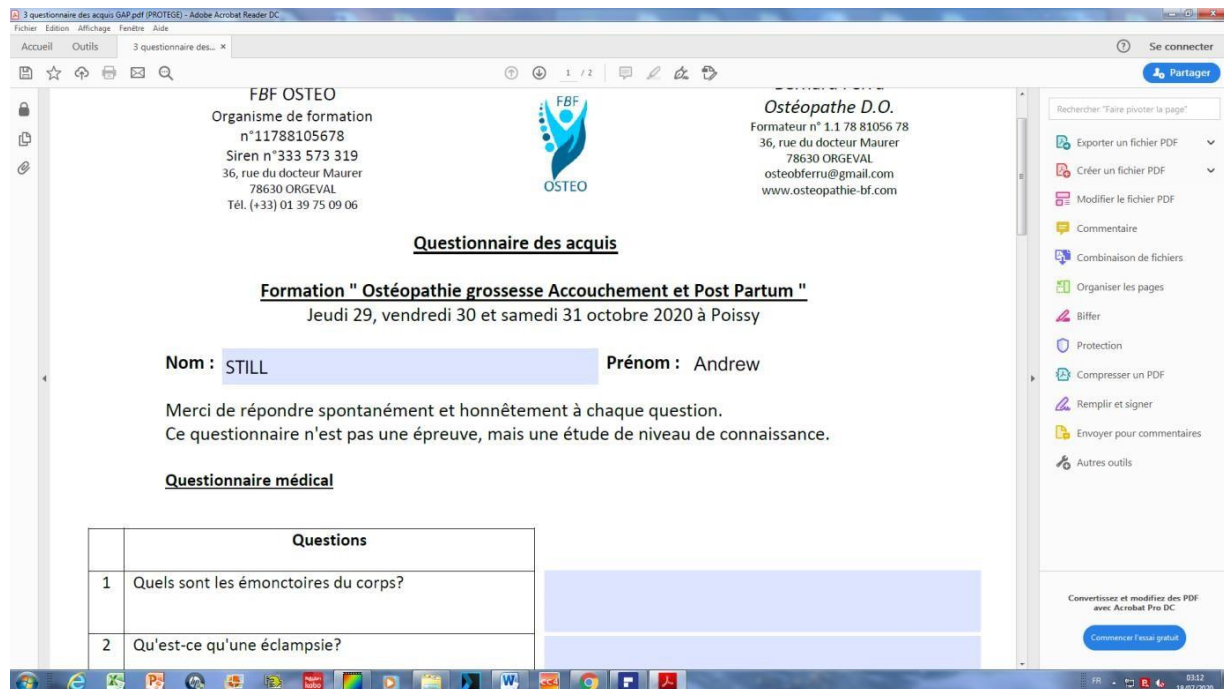 3 questionnaire des acquis GAP.pdf (PROTEGE) - Adobe Acrobat Reader DC
Fichier Edition Affichage Fenêtre Aide
Accueil Outils 3 questionnaire des... × ? Se connecter
1 / 2 Partager
FBF OSTEO
Organisme de formation
n°11788105678
Siren n°333 573 319
36, rue du docteur Maurer
78630 ORGEVAL
Tél. (+33) 01 39 75 09 06
FBF
OSTEO
Ostéopathe D.O.
Formateur n° 1.1 78 81056 78
36, rue du docteur Maurer
78630 ORGEVAL
osteobferru@gmail.com
www.osteopathie-bf.com
Questionnaire des acquis
Formation " Ostéopathie grossesse Accouchement et Post Partum "
Jeudi 29, vendredi 30 et samedi 31 octobre 2020 à Poissy
Nom : STILL Prénom : Andrew
Merci de répondre spontanément et honnêtement à chaque question.
Ce questionnaire n'est pas une épreuve, mais une étude de niveau de connaissance.
Questionnaire médical
Questions
1 Quels sont les émonctoires du corps?
2 Qu'est-ce qu'une éclampsie?
Rechercher "Faire pivoter la page"
Exporter un fichier PDF
Créer un fichier PDF
Modifier le fichier PDF
Commentaire
Combinaison de fichiers
Organiser les pages
Biffer
Protection
Compresser un PDF
Remplir et signer
Envoyer pour commentaires
Autres outils
Convertissez et modifiez des PDF
avec Acrobat Pro DC
Commencer l'essai gratuit
FR 03:12
18/07/2020